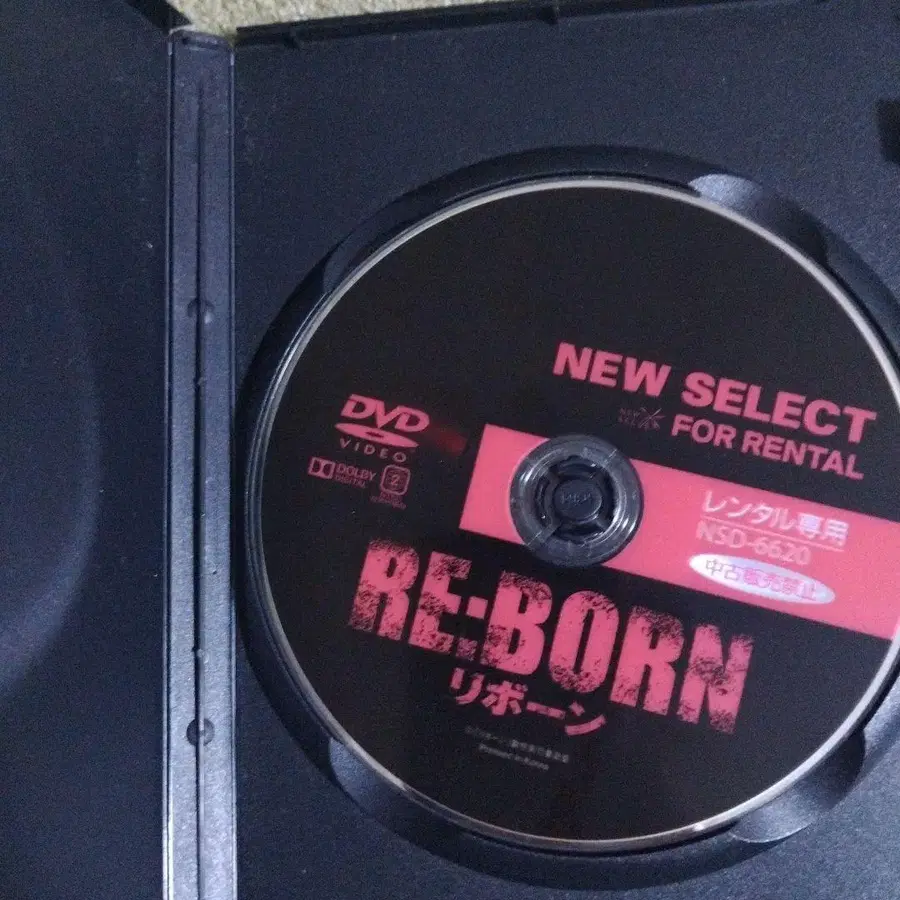 NEW SELECT
FOR RENTAL
DVD
VIDEO
DOLBY
DIGITAL
2
レンタル専用
NSD-6620
中古販売禁止
RE:BORN
リボーン